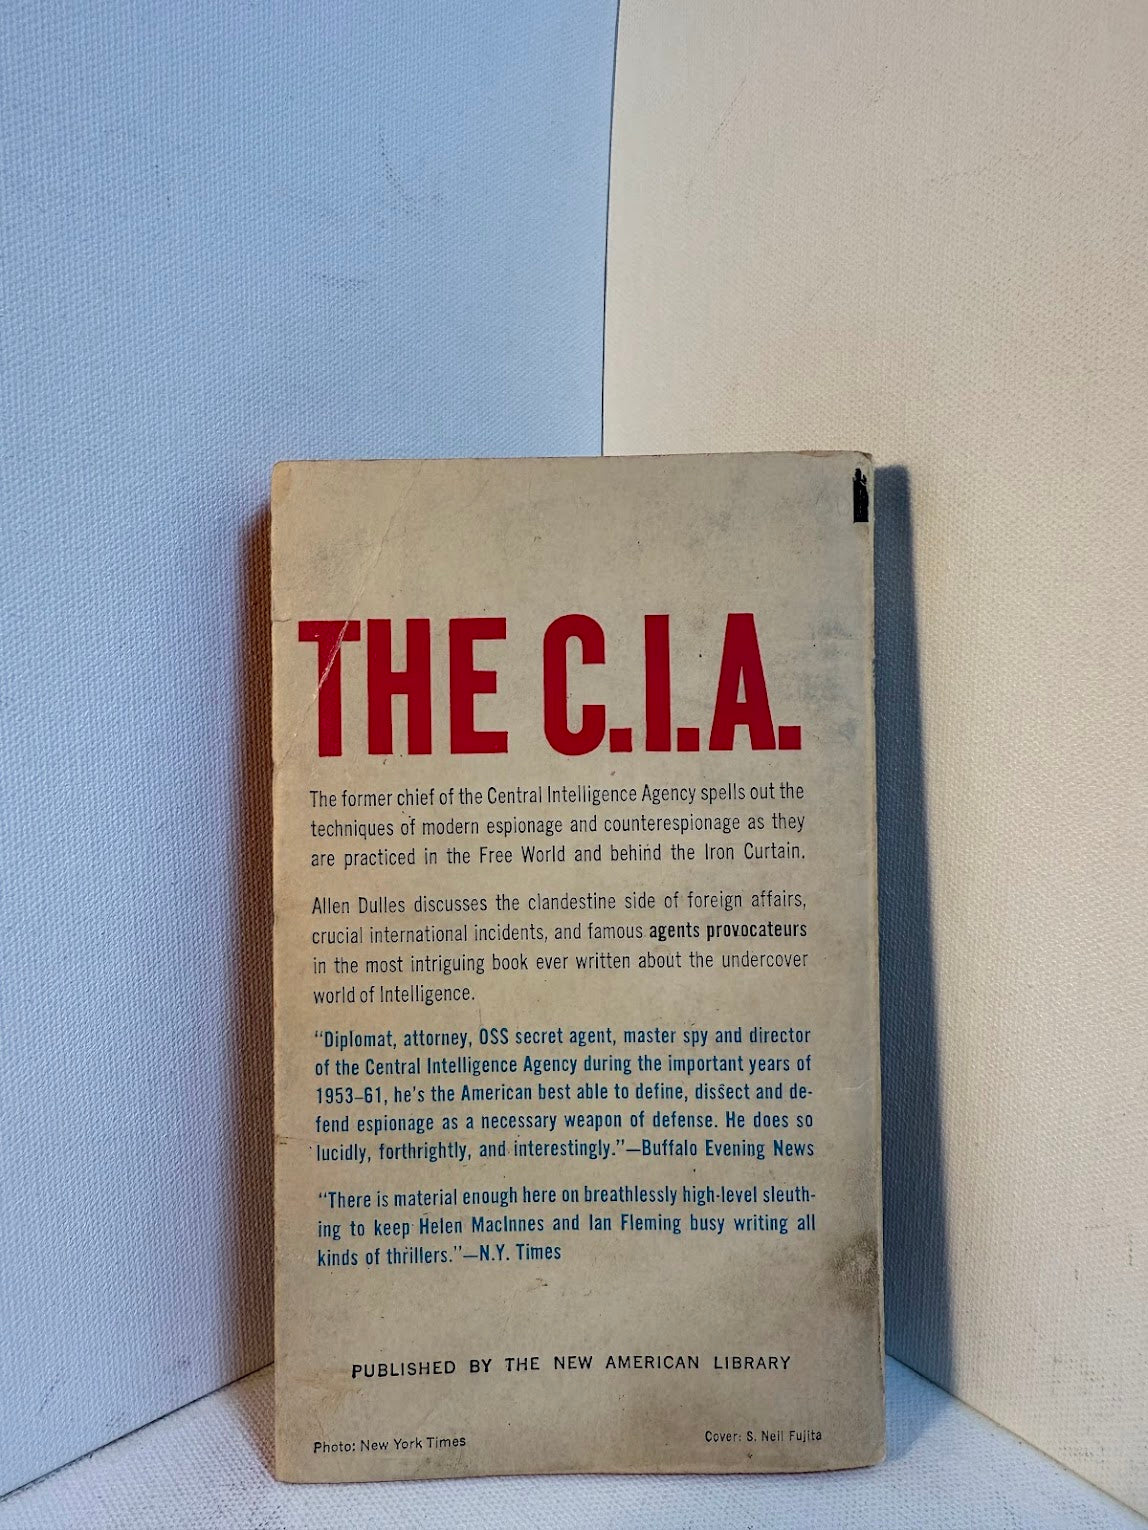 THE C.I.A.
The former chief of the Central Intelligence Agency spells out the
techniques of modern espionage and counterespionage as they
are practiced in the Free World and behind the Iron Curtain.
Allen Dulles discusses the clandestine side of foreign affairs,
crucial international incidents, and famous agents provocateurs
in the most intriguing book ever written about the undercover
world of Intelligence.
“Diplomat, attorney, OSS secret agent, master spy and director
of the Central Intelligence Agency during the important years of
1953–61, he's the American best able to define, dissect and de-
fend espionage as a necessary weapon of defense. He does so
lucidly, forthrightly, and interestingly.”—Buffalo Evening News
“There is material enough here on breathlessly high-level sleuth-
ing to keep Helen MacInnes and Ian Fleming busy writing all
kinds of thrillers.”—N.Y. Times
PUBLISHED BY THE NEW AMERICAN LIBRARY
Photo: New York Times
Cover: S. Neil Fujita